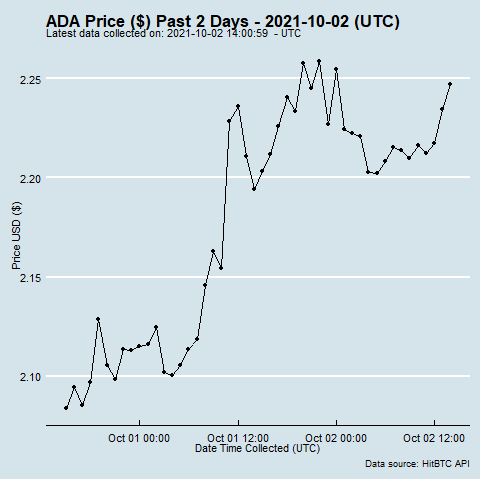 ADA Price ($) Past 2 Days - 2021-10-02 (UTC)
Latest data collected on: 2021-10-02 14:00:59  - UTC
2.25
2.20
2.15
2.10
Price USD ($)
Oct 01 00:00 Oct 01 12:00 Oct 02 00:00 Oct 02 12:00
Date Time Collected (UTC)
Data source: HitBTC API